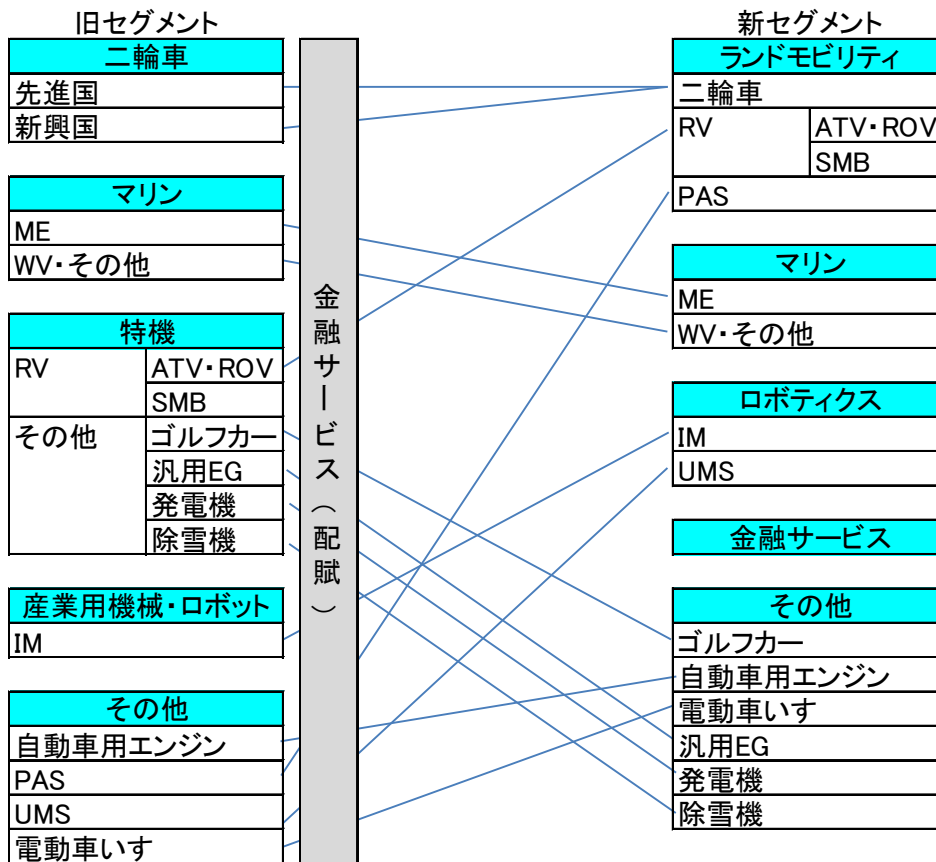 旧セグメント
二輪車
先進国
新興国
マリン
ME
WV・その他
特機
RV
ATV・ROV
SMB
その他
ゴルフカー
汎用EG
発電機
除雪機
産業用機械・ロボット
IM
その他
自動車用エンジン
PAS
UMS
電動車いす
金融サービス（配賦）
新セグメント
ランドモビリティ
二輪車
RV
ATV・ROV
SMB
PAS
マリン
ME
WV・その他
ロボティクス
IM
UMS
金融サービス
その他
ゴルフカー
自動車用エンジン
電動車いす
汎用EG
発電機
除雪機